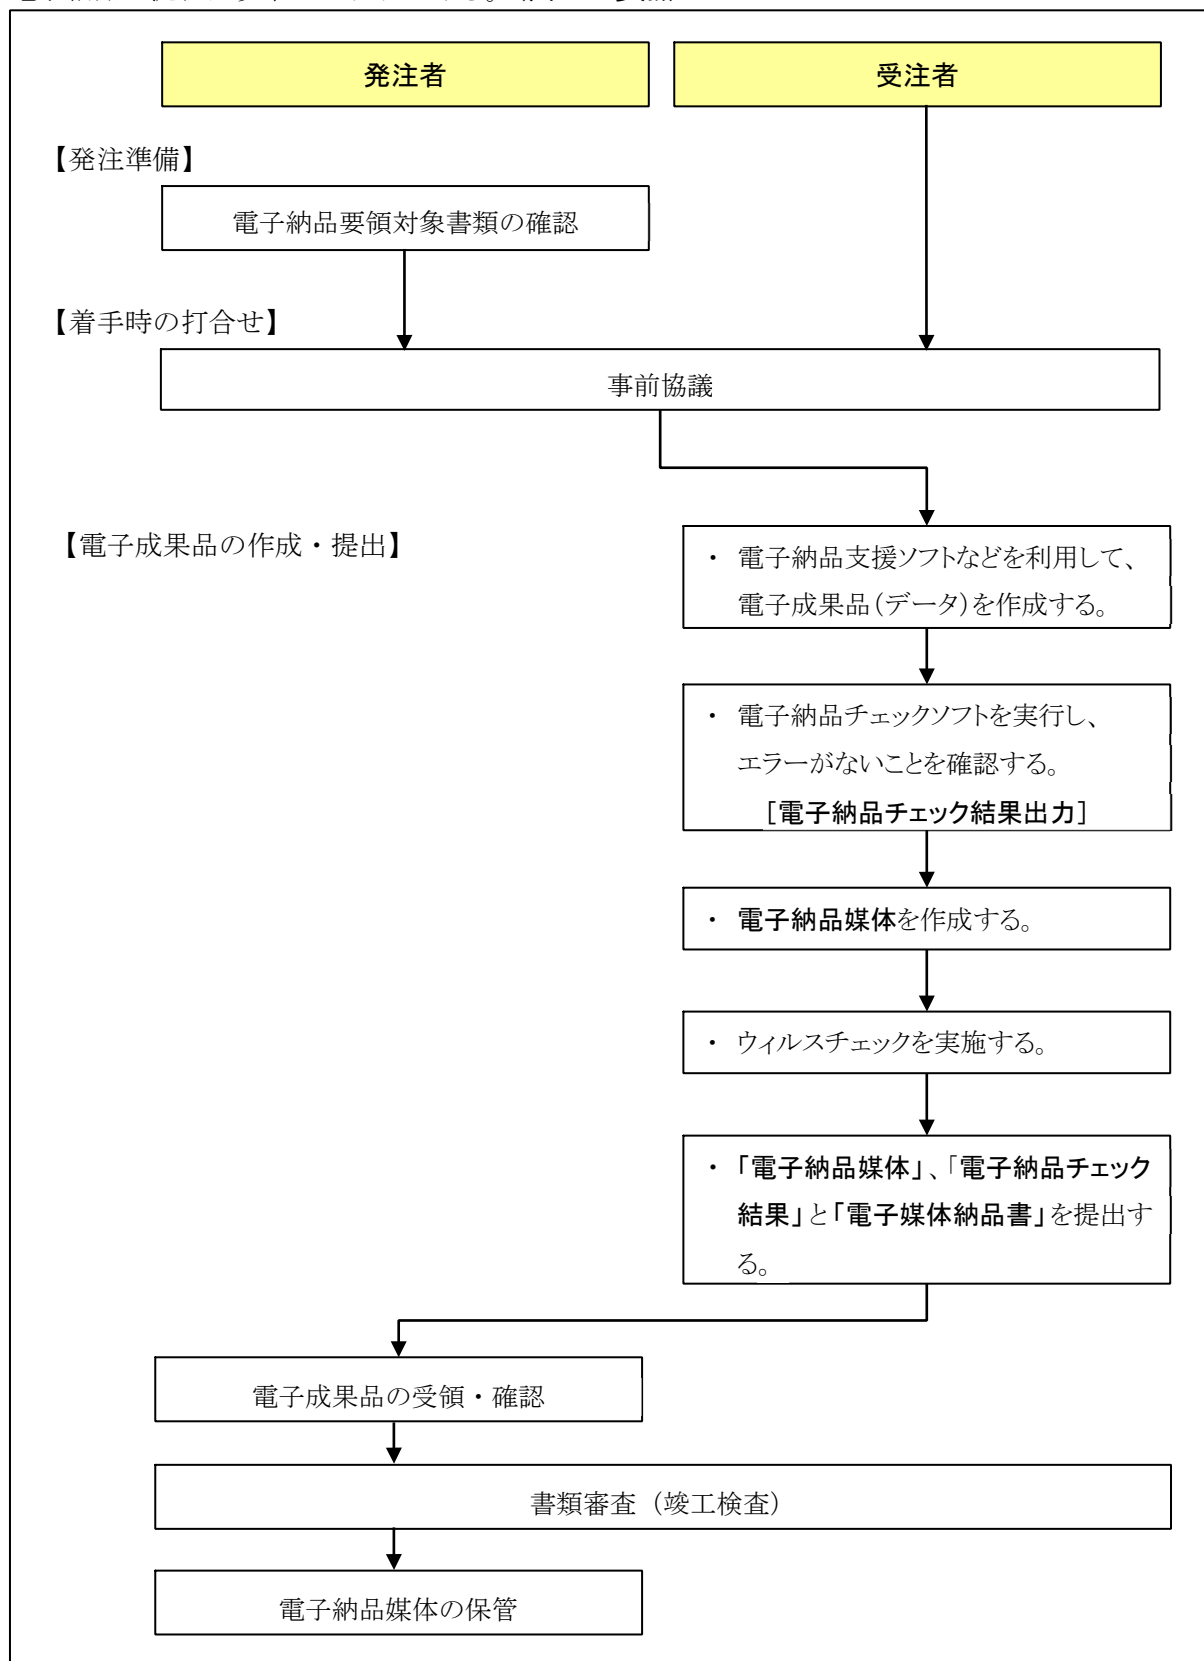 発注者
受注者
【発注準備】
電子納品要領対象書類の確認
【着手時の打合せ】
事前協議
【電子成果品の作成・提出】
・ 電子納品支援ソフトなどを利用して、
電子成果品(データ)を作成する。
・ 電子納品チェックソフトを実行し、
エラーがないことを確認する。
［電子納品チェック結果出力］
・ 電子納品媒体を作成する。
・ ウィルスチェックを実施する。
・ 「電子納品媒体」、「電子納品チェック
結果」と「電子媒体納品書」を提出す
る。
電子成果品の受領・確認
書類審査（竣工検査）
電子納品媒体の保管